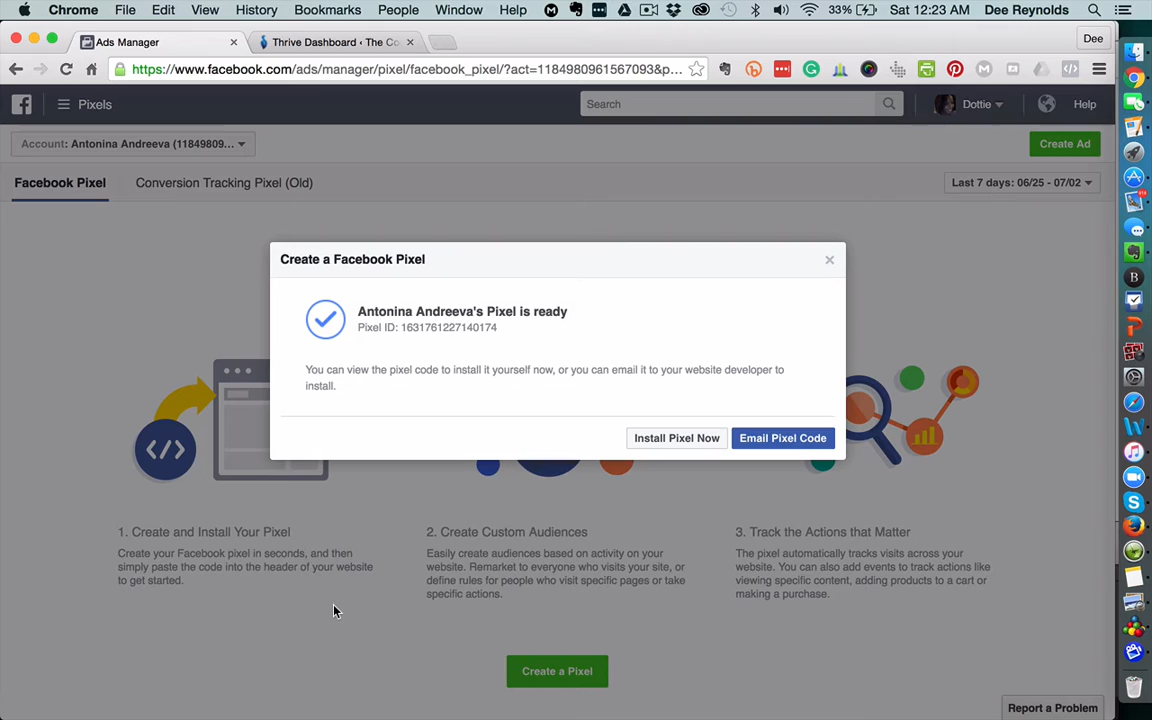 Chrome File Edit View History Bookmarks People Window Help 33% Sat 12:23 AM Dee Reynolds
Ads Manager Thrive Dashboard ‹ The Co Dee
https://www.facebook.com/ads/manager/pixel/facebook_pixel/?act=1184980961567093&p...
Pixels Search Dottie Help
Account: Antonina Andreeva (11849809... Create Ad
Facebook Pixel Conversion Tracking Pixel (Old) Last 7 days: 06/25 - 07/02
Create a Facebook Pixel
Antonina Andreeva's Pixel is ready
Pixel ID: 1631761227140174
You can view the pixel code to install it yourself now, or you can email it to your website developer to
install.
Install Pixel Now Email Pixel Code
1. Create and Install Your Pixel
Create your Facebook pixel in seconds, and then
simply paste the code into the header of your website
to get started.
2. Create Custom Audiences
Easily create audiences based on activity on your
website. Remarket to everyone who visits your site, or
define rules for people who visit specific pages or take
specific actions.
3. Track the Actions that Matter
The pixel automatically tracks visits across your
website. You can also add events to track actions like
viewing specific content, adding products to a cart or
making a purchase.
Create a Pixel
Report a Problem